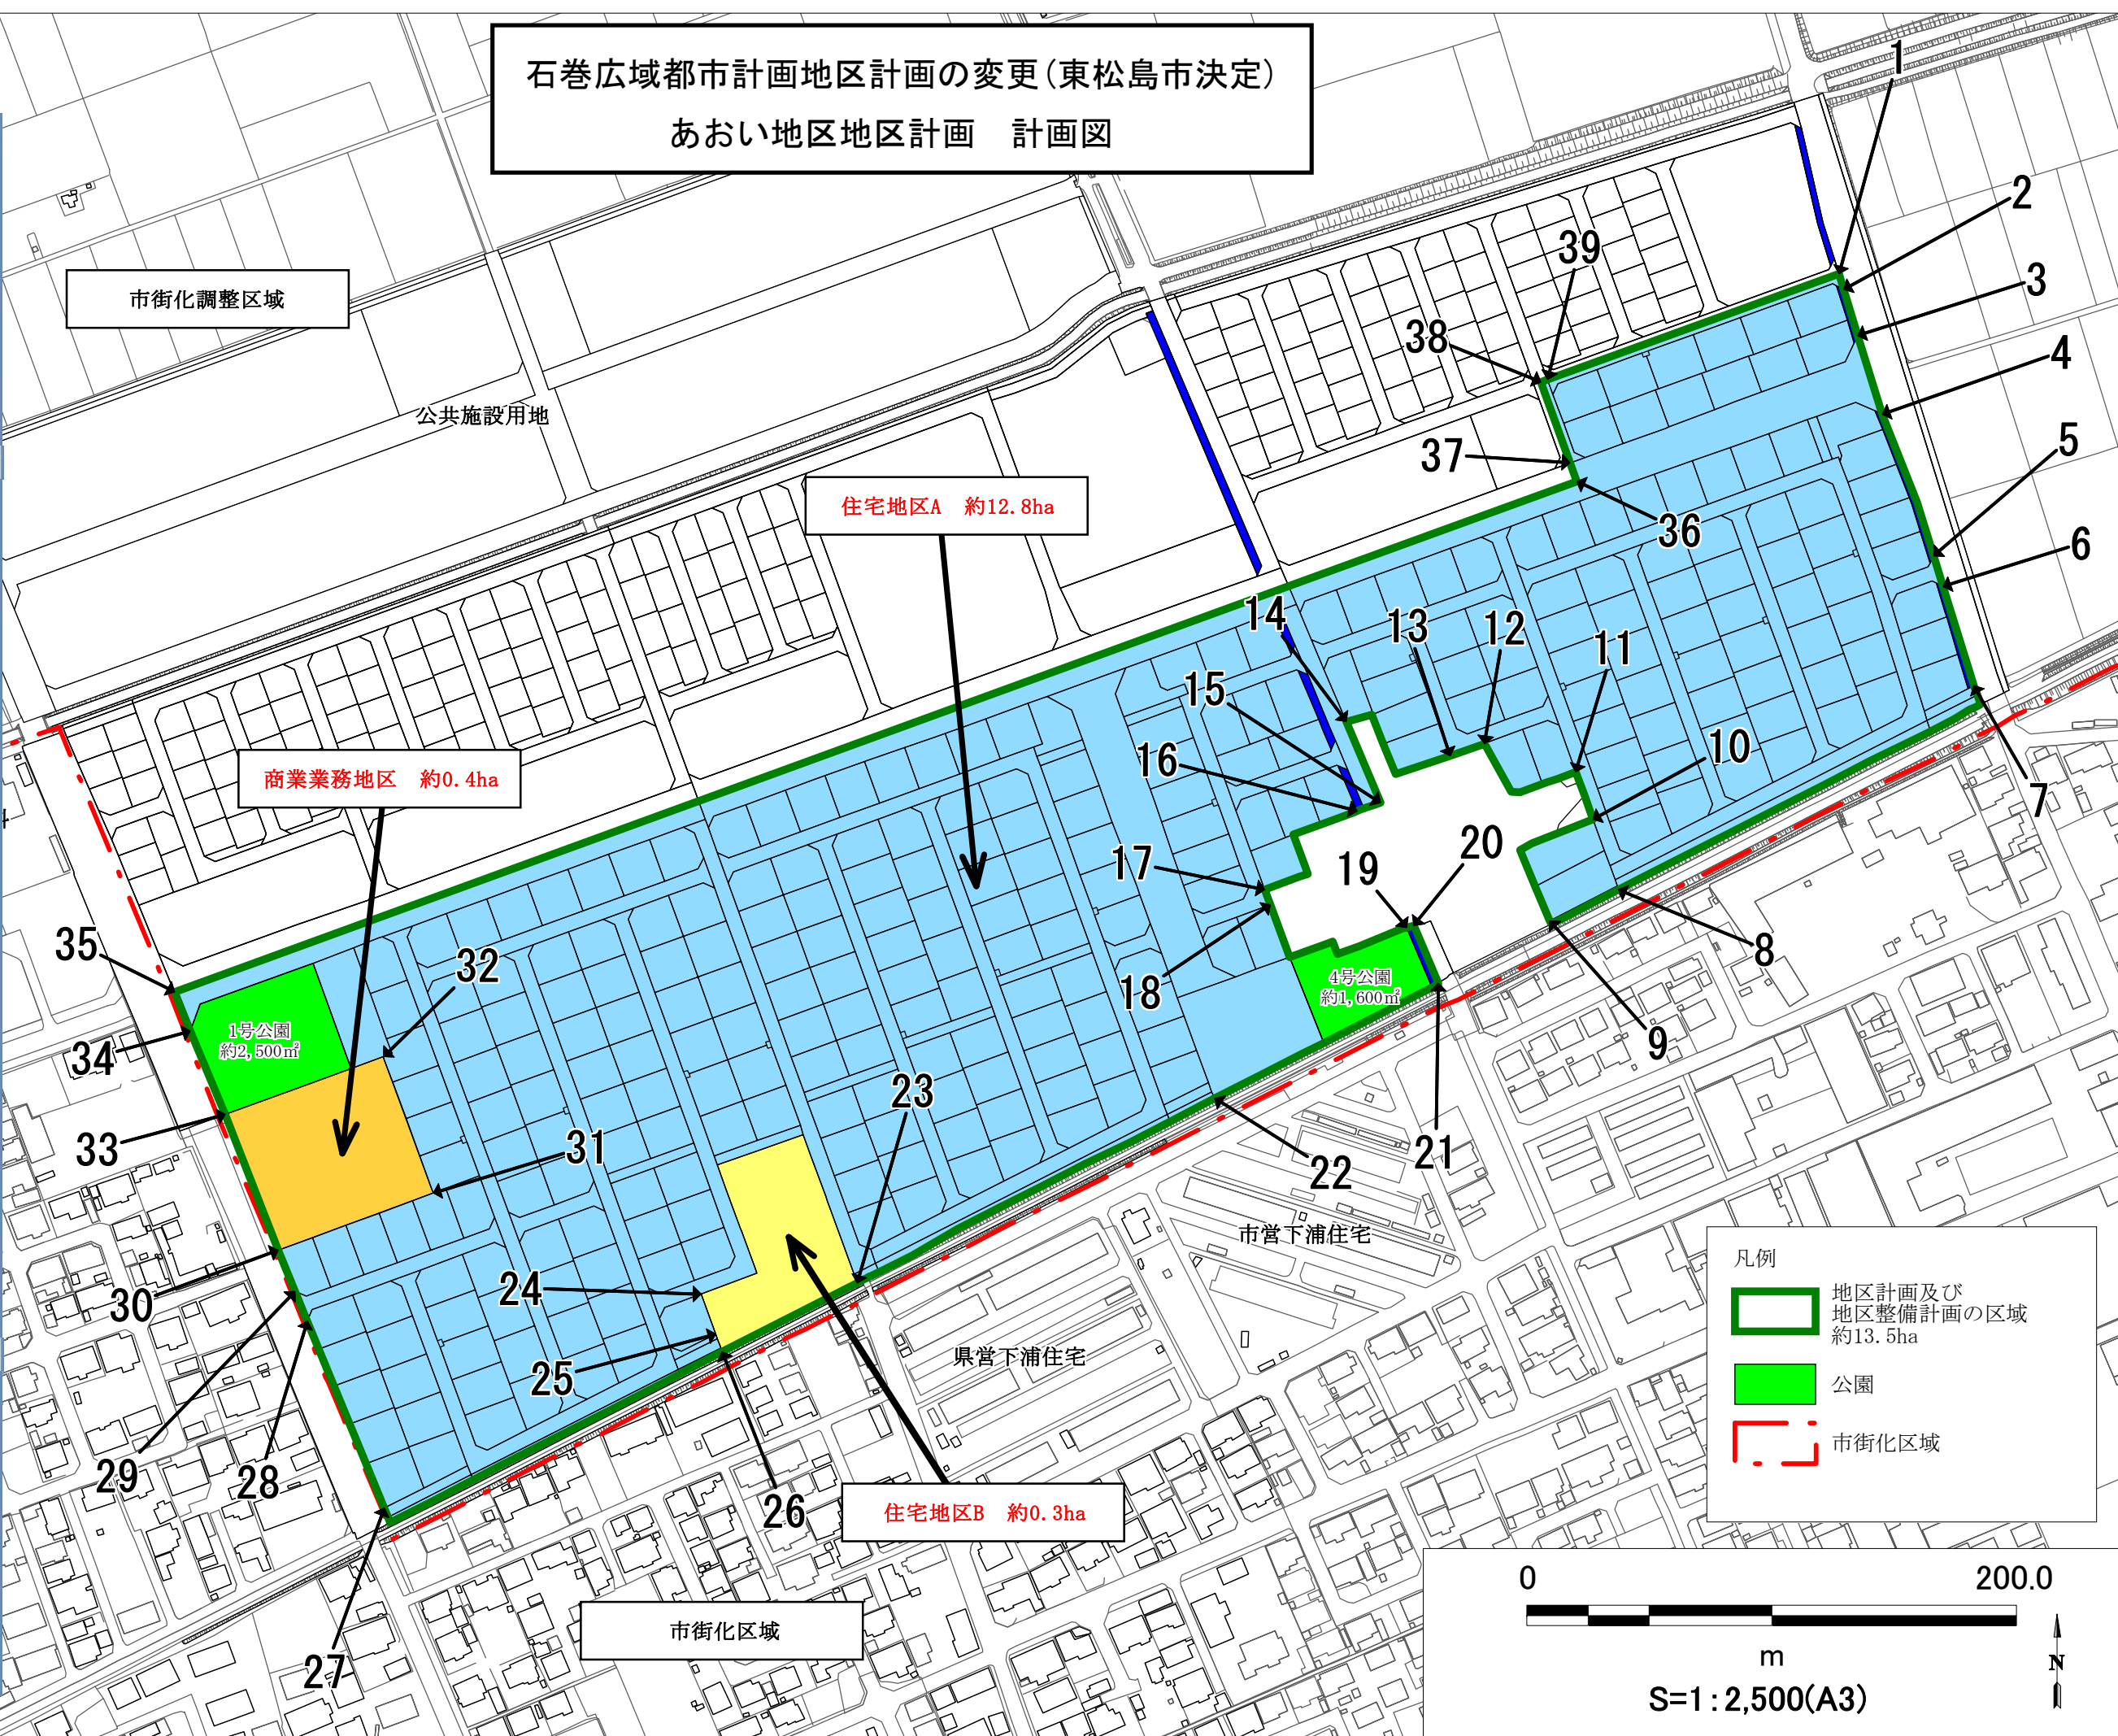 石巻広域都市計画地区計画の変更(東松島市決定)
あおい地区地区計画　計画図
1
2
3
4
5
6
7
8
9
10
11
12
13
14
15
16
17
18
19
20
21
22
23
24
25
26
27
28
29
30
31
32
33
34
35
36
37
38
39
市街化調整区域
公共施設用地
住宅地区A　約12.8ha
商業業務地区　約0.4ha
1号公園
約2,500㎡
4号公園
約1,600㎡
市営下浦住宅
県営下浦住宅
住宅地区B　約0.3ha
市街化区域
凡例
地区計画及び
地区整備計画の区域
約13.5ha
公園
市街化区域
0 200.0
m
N
S=1:2,500(A3)